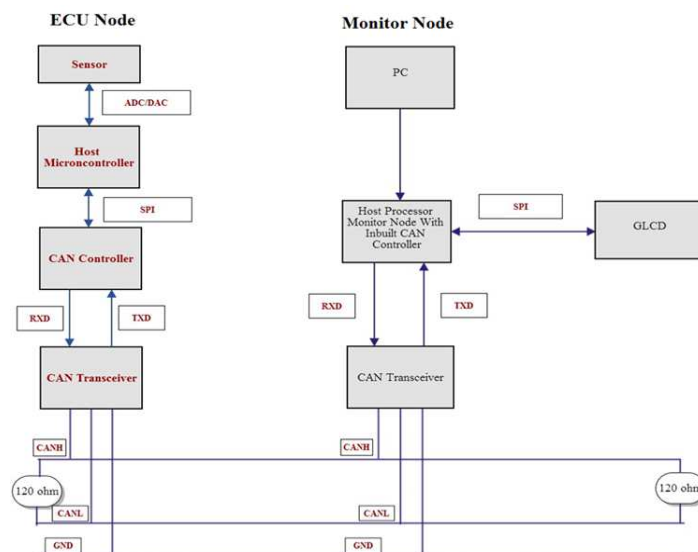 ECU Node
Monitor Node
Sensor
PC
ADC/DAC
Host
Microncontroller
SPI
Host Processor
Monitor Node With
Inbuilt CAN
Controller
SPI
GLCD
CAN Controller
RXD
TXD
RXD
TXD
CAN Transceiver
CAN Transceiver
CANH
CANH
120 ohm
120 ohm
CANL
CANL
GND
GND